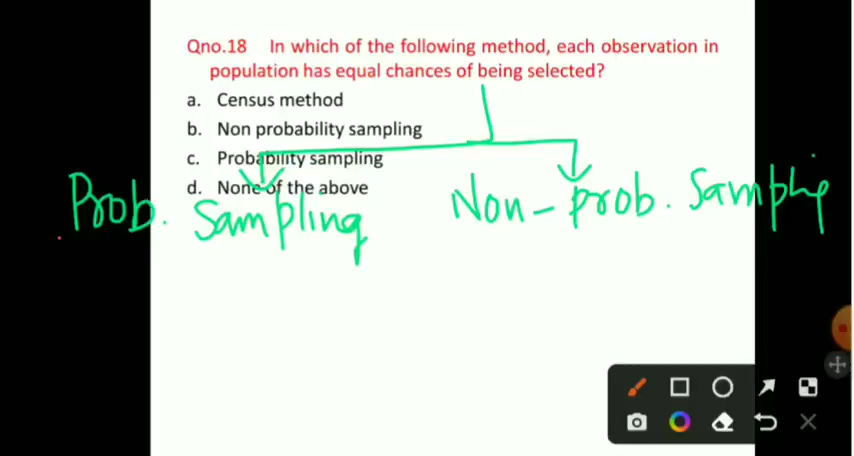 Qno.18 In which of the following method, each observation in
population has equal chances of being selected?
a. Census method
b. Non probability sampling
c. Probability sampling
d. None of the above
Prob. Sampling Non-prob. Sampling